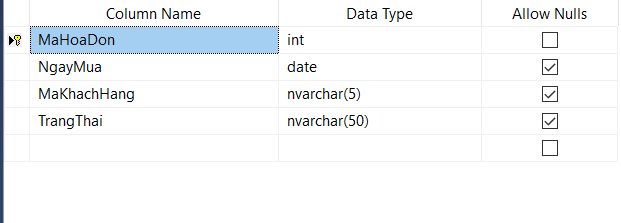 Column Name Data Type Allow Nulls
MaHoaDon int
NgayMua date
MaKhachHang nvarchar(5)
TrangThai nvarchar(50)